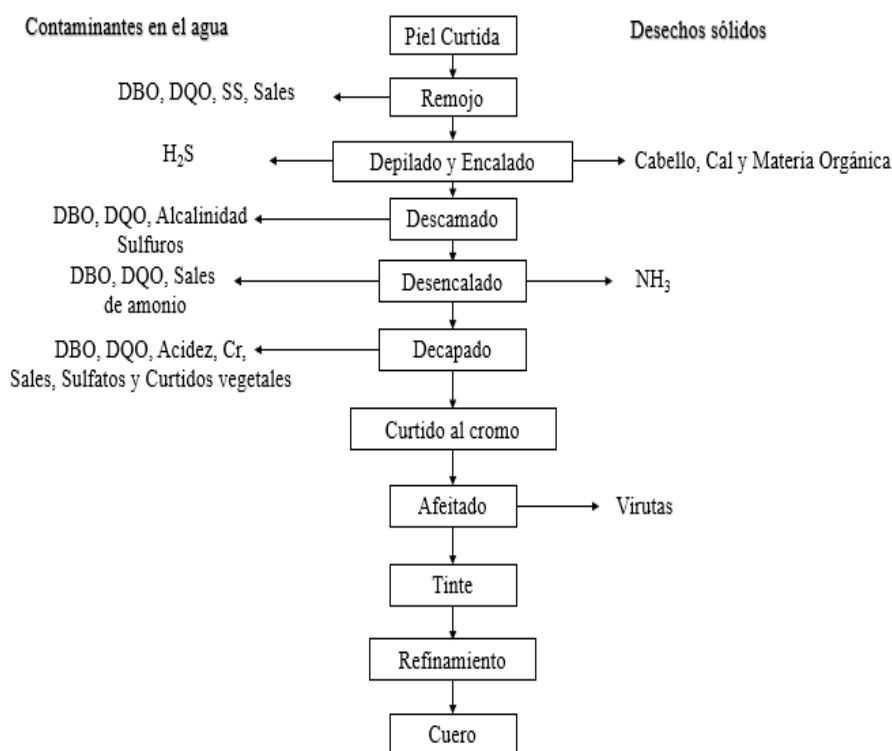 Contaminantes en el agua
Piel Curtida
Desechos sólidos
DBO, DQO, SS, Sales
Remojo
H₂S
Depilado y Encalado
Cabello, Cal y Materia Orgánica
DBO, DQO, Alcalinidad
Sulfuros
Descamado
DBO, DQO, Sales
de amonio
Desencalado
NH₃
DBO, DQO, Acidez, Cr,
Sales, Sulfatos y Curtidos vegetales
Decapado
Curtido al cromo
Afeitado
Virutas
Tinte
Refinamiento
Cuero